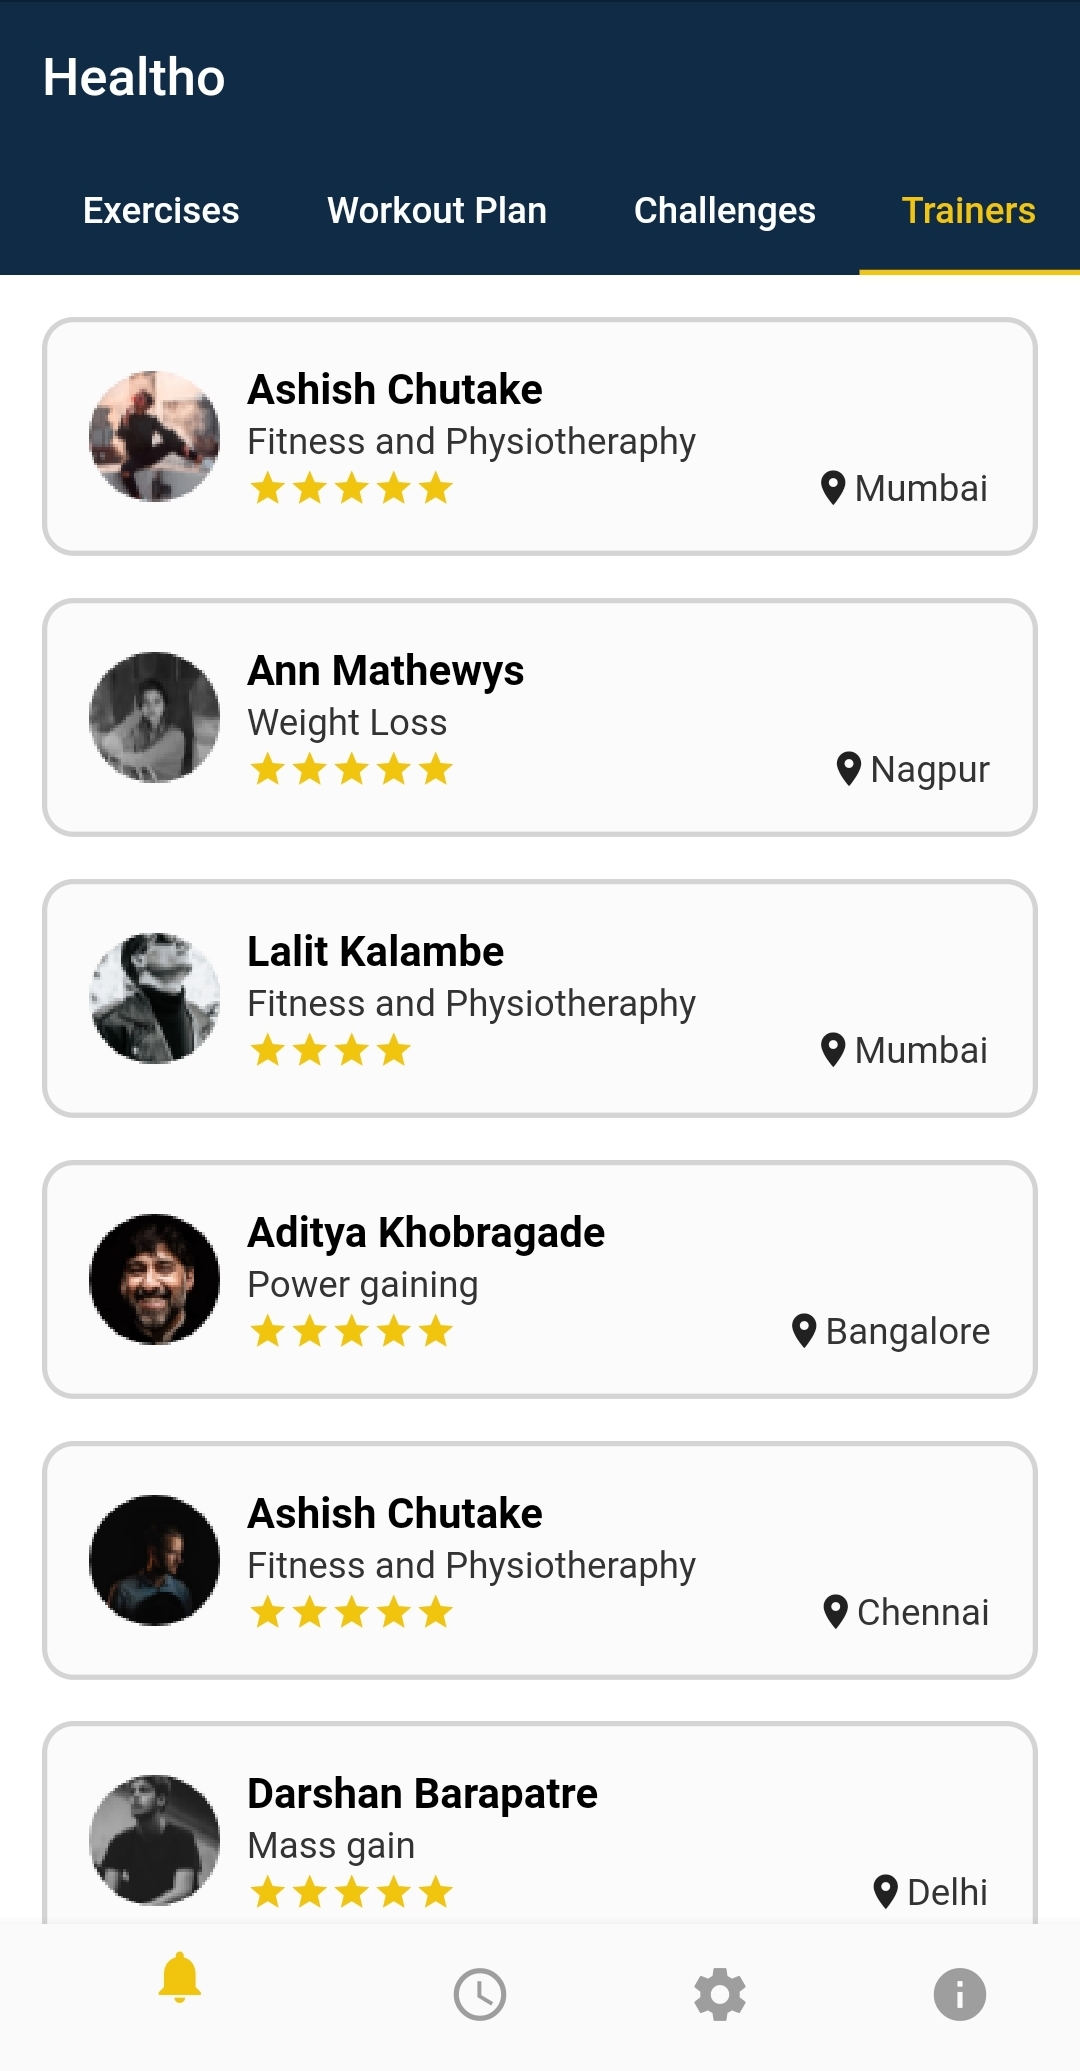 Healtho
Exercises Workout Plan Challenges Trainers
Ashish Chutake
Fitness and Physiotheraphy
Mumbai
Ann Mathewys
Weight Loss
Nagpur
Lalit Kalambe
Fitness and Physiotheraphy
Mumbai
Aditya Khobragade
Power gaining
Bangalore
Ashish Chutake
Fitness and Physiotheraphy
Chennai
Darshan Barapatre
Mass gain
Delhi